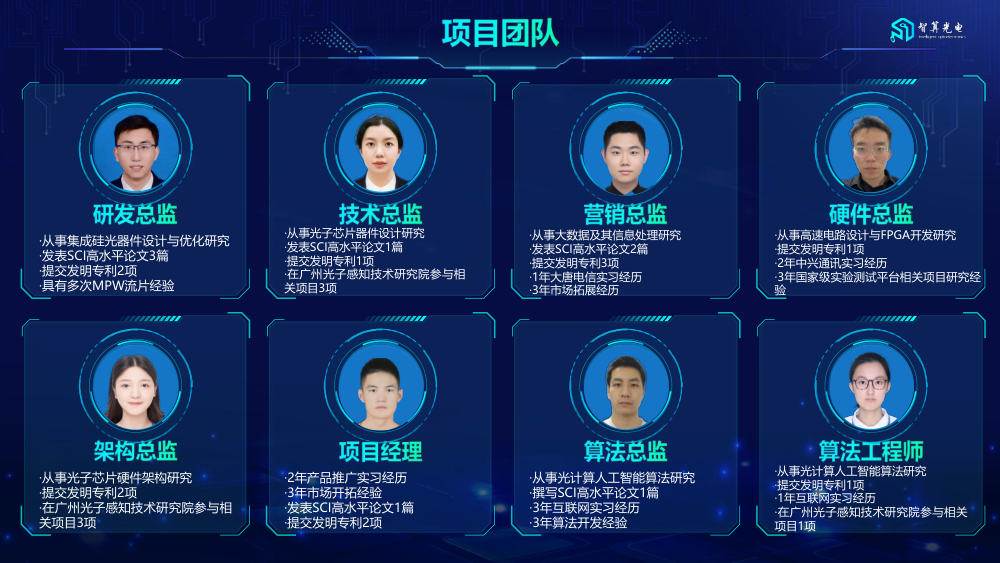 项目团队
智算光电
研发总监
·从事集成硅光器件设计与优化研究
·发表SCI高水平论文3篇
·提交发明专利2项
·具有多次MPW流片经验
技术总监
·从事光子芯片器件设计研究
·发表SCI高水平论文1篇
·提交发明专利1项
·在广州光子感知技术研究院参与相
关项目3项
营销总监
·从事大数据及其信息处理研究
·发表SCI高水平论文2篇
·提交发明专利3项
·1年大唐电信实习经历
·3年市场拓展经历
硬件总监
·从事高速电路设计与FPGA开发研究
·提交发明专利1项
·2年中兴通讯实习经历
·3年国家级实验测试平台相关项目研究经
验
架构总监
·从事光子芯片硬件架构研究
·提交发明专利2项
·在广州光子感知技术研究院参与相
关项目3项
项目经理
·2年产品推广实习经历
·3年市场开拓经验
·发表SCI高水平论文1篇
·提交发明专利2项
算法总监
·从事光计算人工智能算法研究
·撰写SCI高水平论文1篇
·3年互联网实习经历
·3年算法开发经验
算法工程师
·从事光计算人工智能算法研究
·提交发明专利1项
·1年互联网实习经历
·在广州光子感知技术研究院参与相关
项目1项